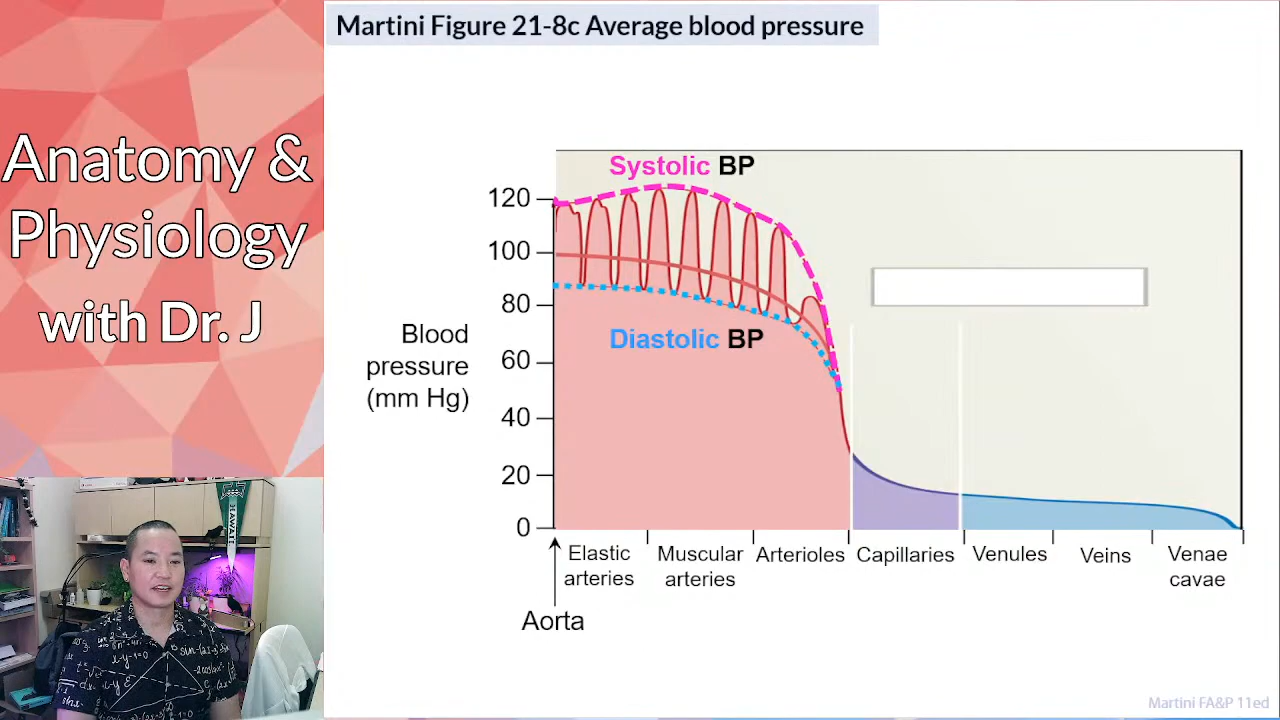 Martini Figure 21-8c Average blood pressure
Anatomy &
Physiology
with Dr. J
Systolic BP
Diastolic BP
120
100
80
60
40
20
0
Blood
pressure
(mm Hg)
Elastic
arteries
Muscular
arteries
Arterioles
Capillaries
Venules
Veins
Venae
cavae
Aorta
HAWAII
Martini FA&P 11ed